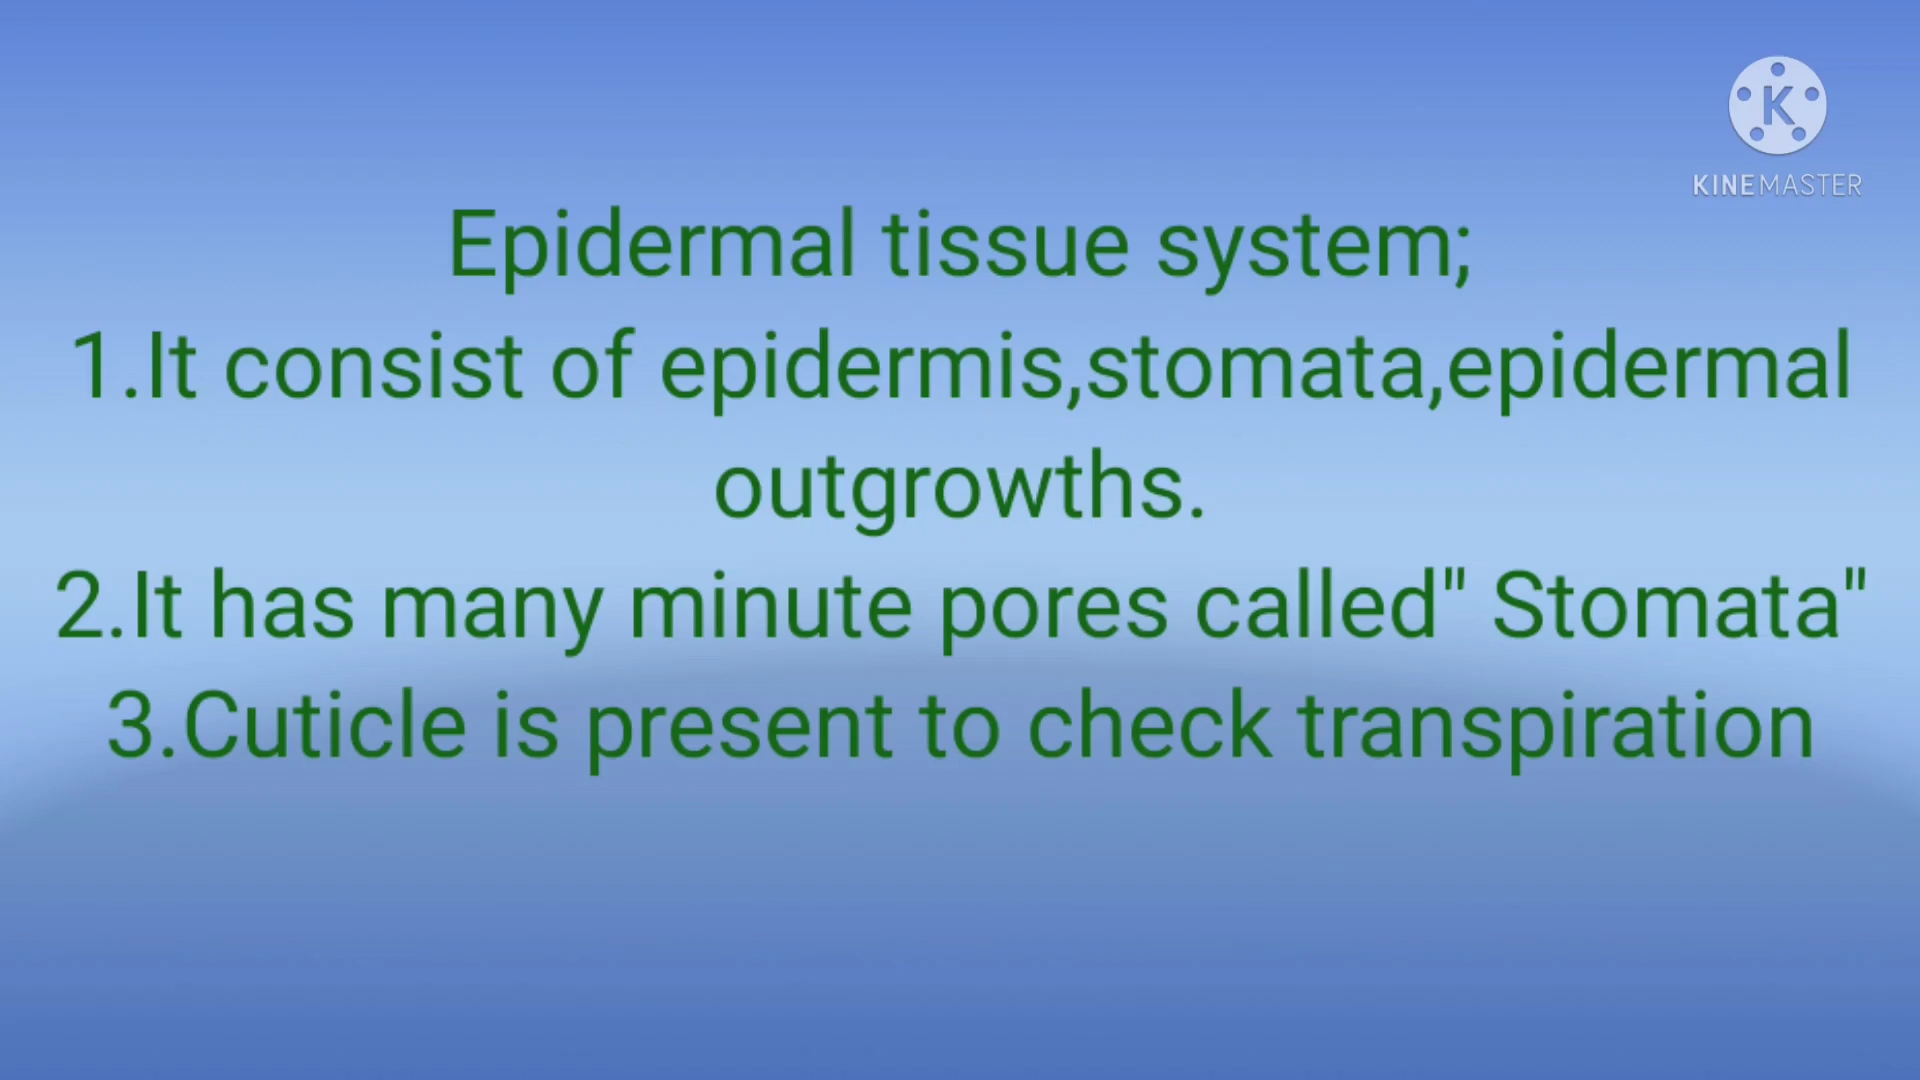 K
KINEMASTER
Epidermal tissue system;
1.It consist of epidermis,stomata,epidermal
outgrowths.
2.It has many minute pores called" Stomata"
3.Cuticle is present to check transpiration